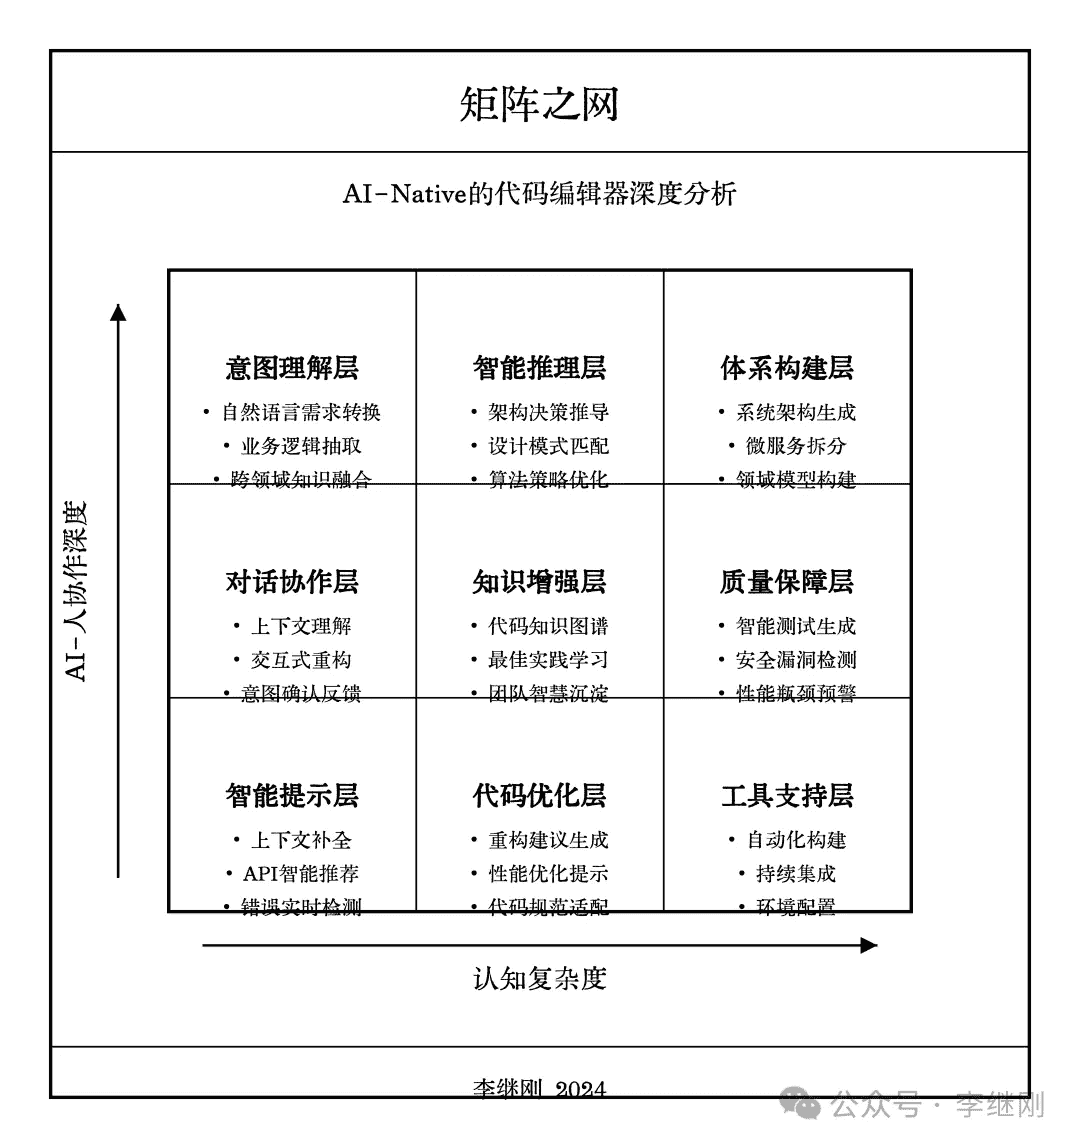 矩阵之网
AI-Native的代码编辑器深度分析
意图理解层
• 自然语言需求转换
• 业务逻辑抽取
• 跨领域知识融合
智能推理层
• 架构决策推导
• 设计模式匹配
• 算法策略优化
体系构建层
• 系统架构生成
• 微服务拆分
• 领域模型构建
对话协作层
• 上下文理解
• 交互式重构
• 意图确认反馈
知识增强层
• 代码知识图谱
• 最佳实践学习
• 团队智慧沉淀
质量保障层
• 智能测试生成
• 安全漏洞检测
• 性能瓶颈预警
智能提示层
• 上下文补全
• API智能推荐
• 错误实时检测
代码优化层
• 重构建议生成
• 性能优化提示
• 代码规范适配
工具支持层
• 自动化构建
• 持续集成
• 环境配置
AI-人协作深度
认知复杂度
李继刚 2024
公众号 · 李继刚